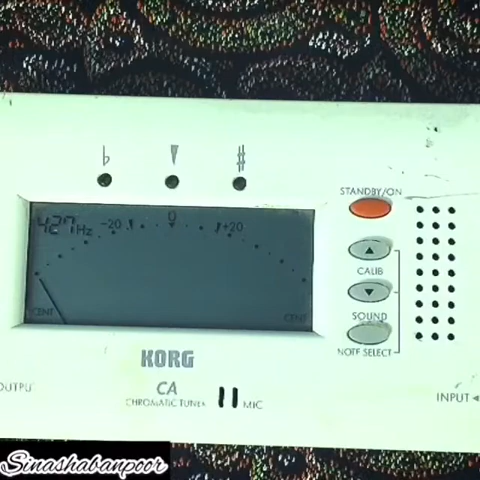 ♭ ♯
STANDBY/ON
427Hz -20 0 +20
CALIB
CENT CENT
SOUND
NOTE SELECT
KORG
OUTPUT
CA
CHROMATIC TUNER
MIC
INPUT
Sinashabanpoor